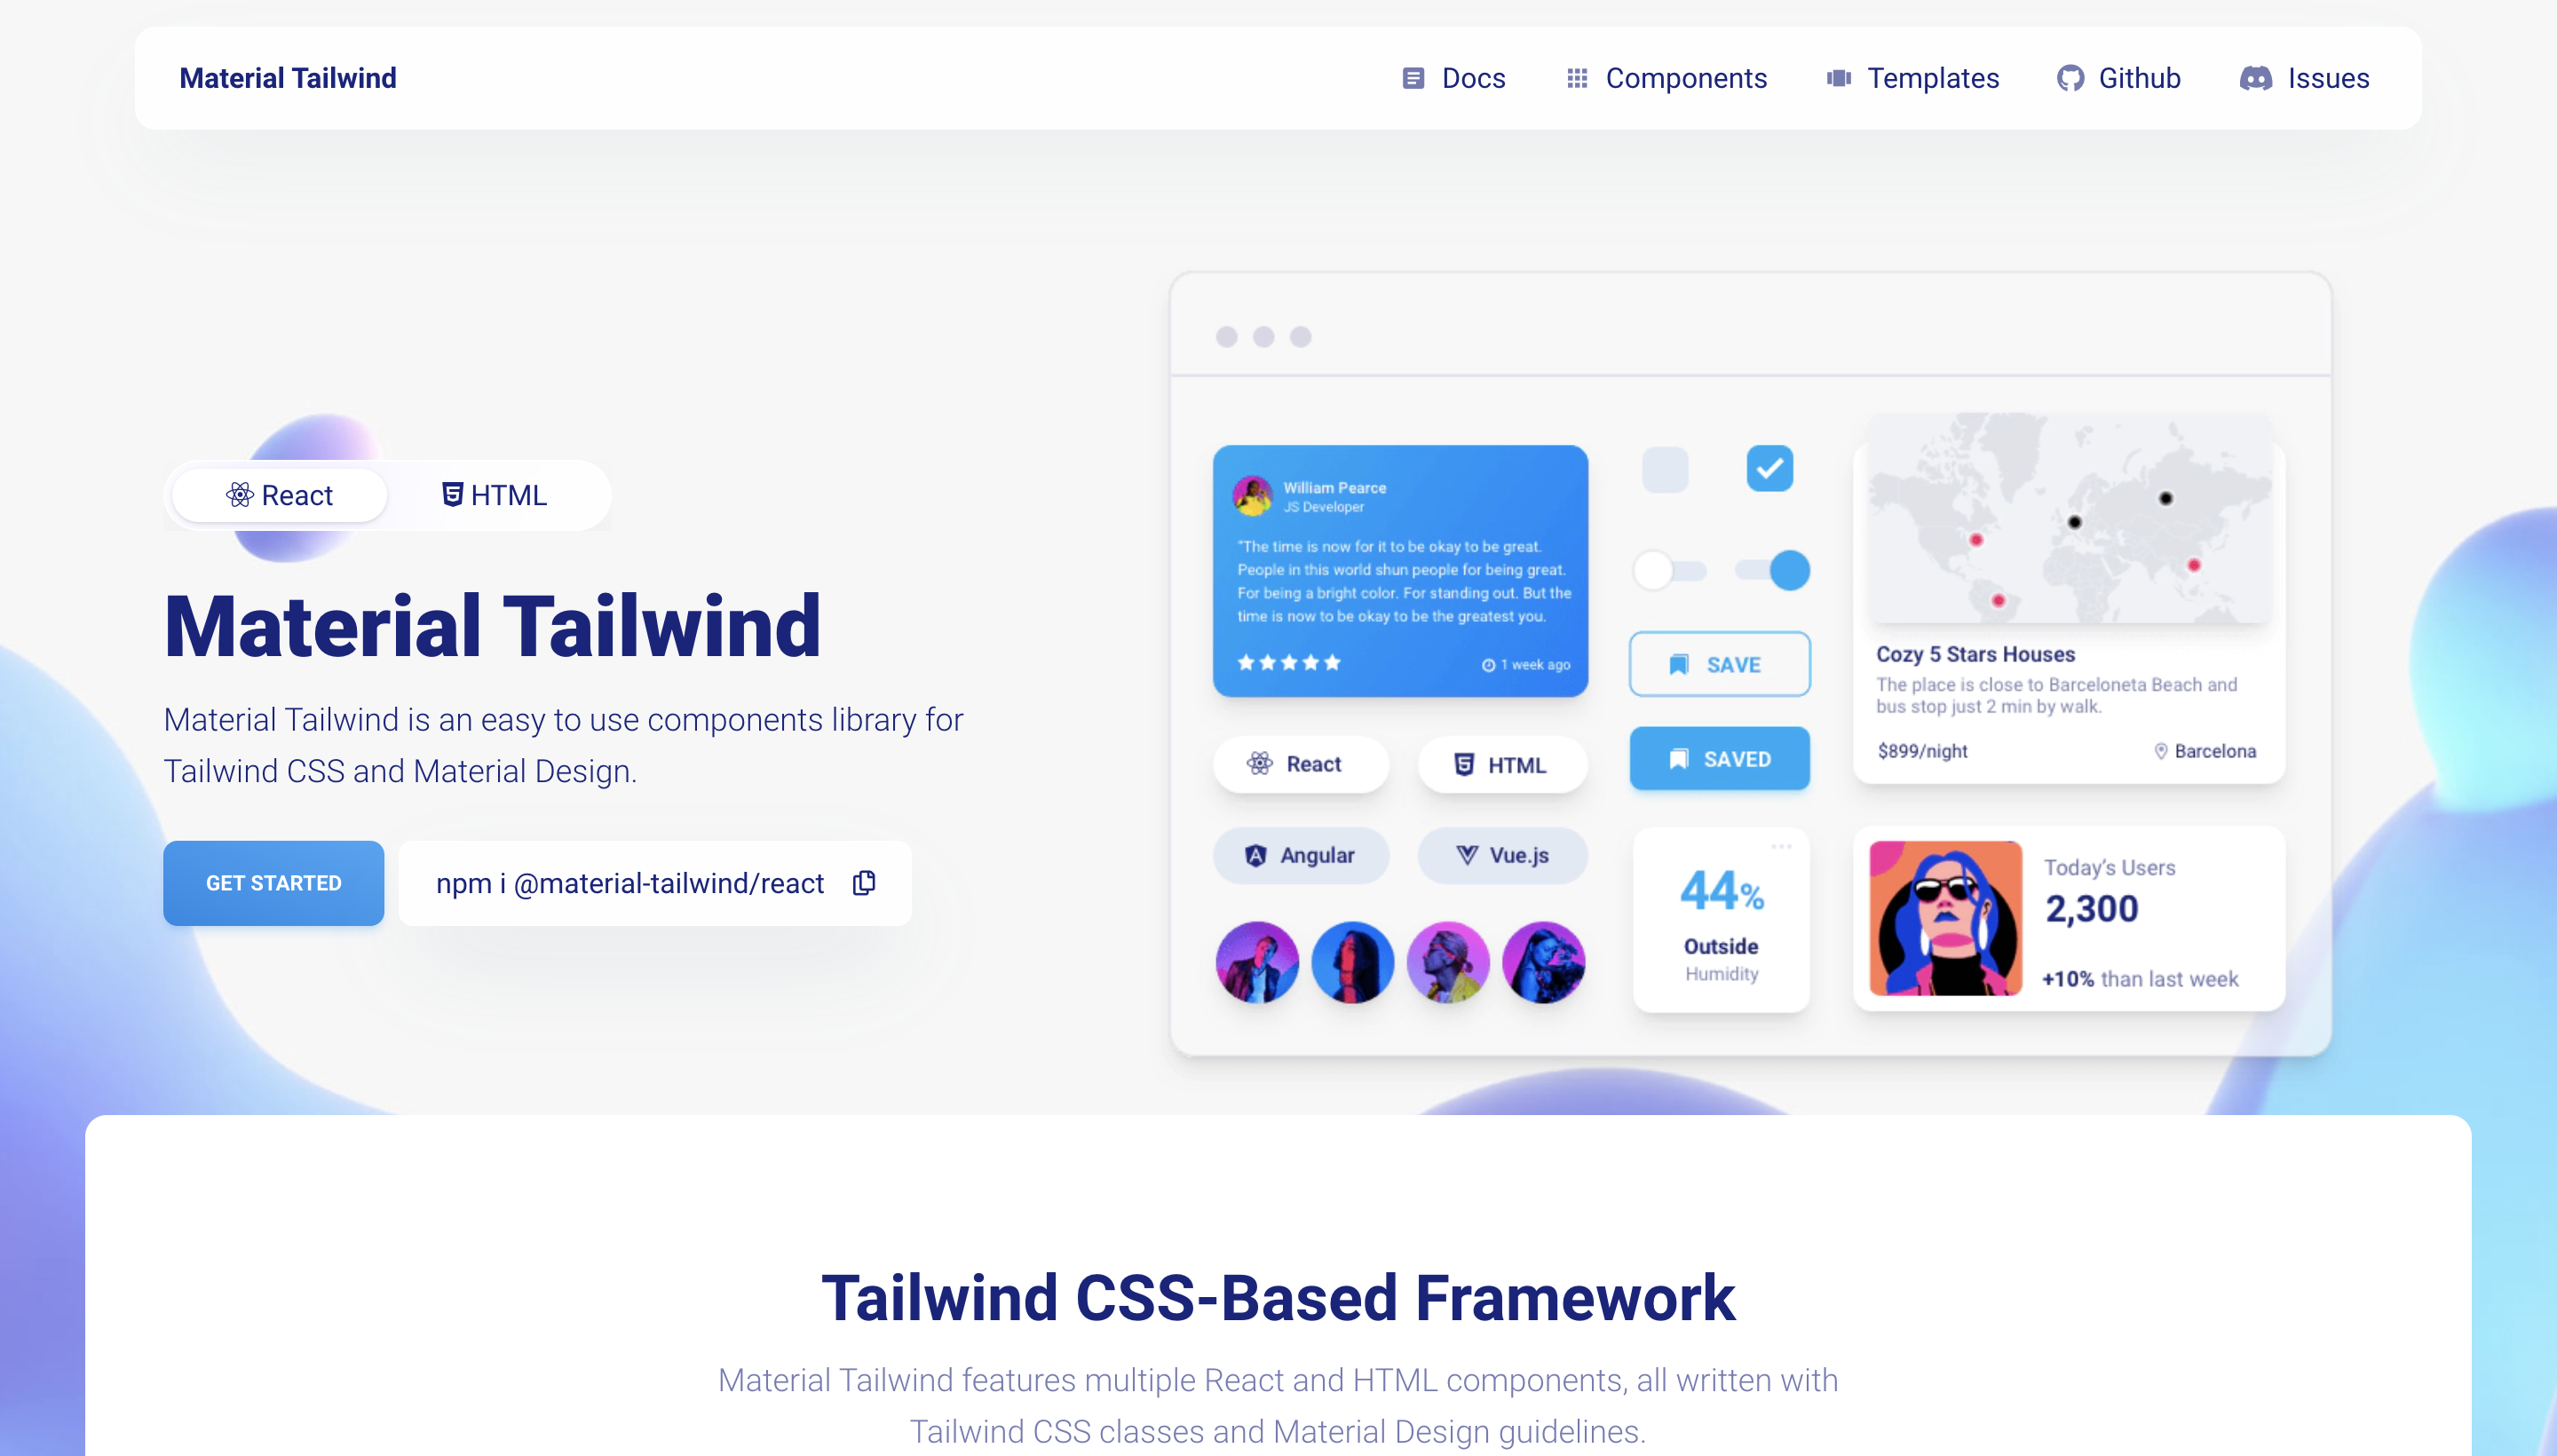 Material Tailwind
Docs
Components
Templates
Github
Issues
React
HTML
Material Tailwind
Material Tailwind is an easy to use components library for
Tailwind CSS and Material Design.
GET STARTED
npm i @material-tailwind/react
William Pearce
JS Developer
"The time is now for it to be okay to be great.
People in this world shun people for being great.
For being a bright color. For standing out. But the
time is now to be okay to be the greatest you.
1 week ago
React
HTML
Angular
Vue.js
SAVE
SAVED
44%
Outside
Humidity
Cozy 5 Stars Houses
The place is close to Barceloneta Beach and
bus stop just 2 min by walk.
$899/night
Barcelona
Today's Users
2,300
+10% than last week
Tailwind CSS-Based Framework
Material Tailwind features multiple React and HTML components, all written with
Tailwind CSS classes and Material Design guidelines.